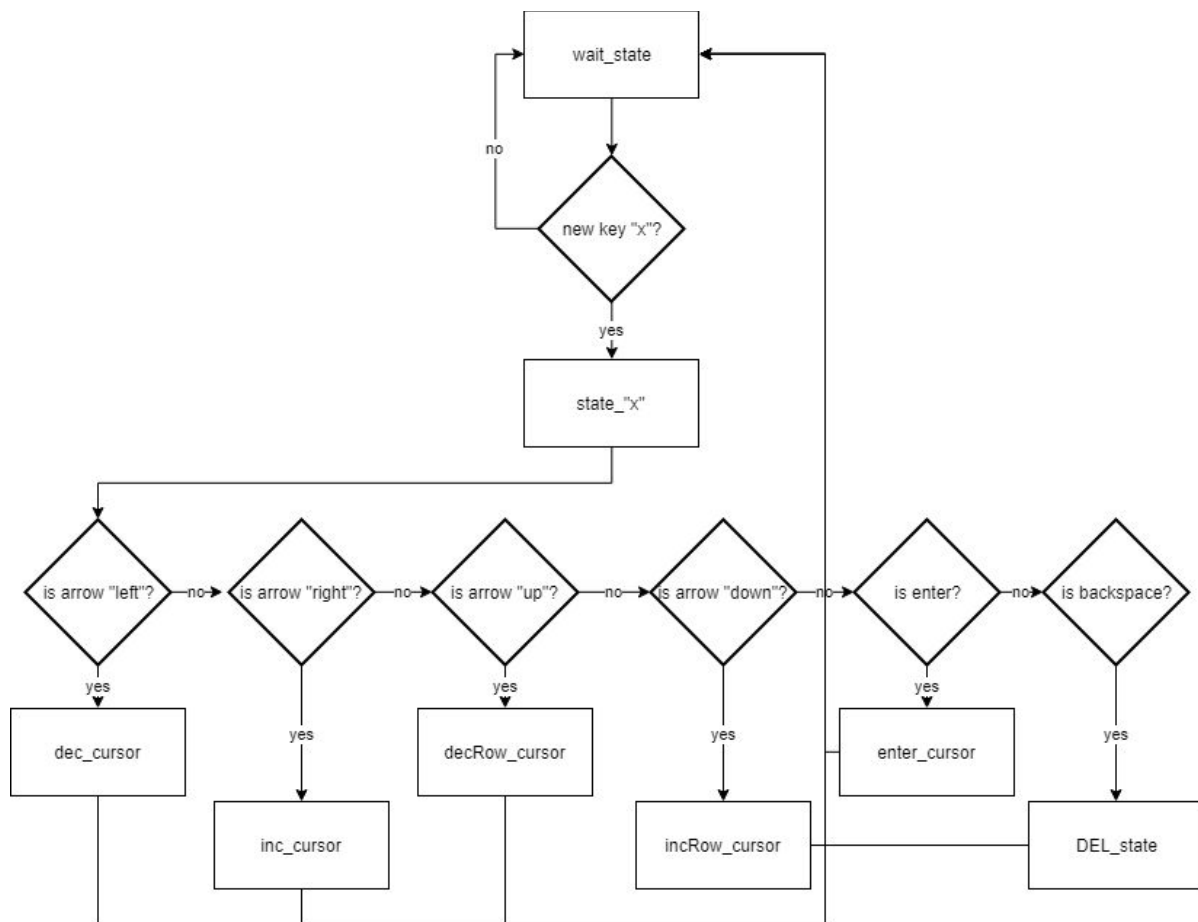 wait_state
no
new key "x"?
yes
state_"x"
is arrow "left"?
no
is arrow "right"?
no
is arrow "up"?
no
is arrow "down"?
no
is enter?
no
is backspace?
yes
yes
yes
yes
yes
yes
dec_cursor
decRow_cursor
enter_cursor
inc_cursor
incRow_cursor
DEL_state